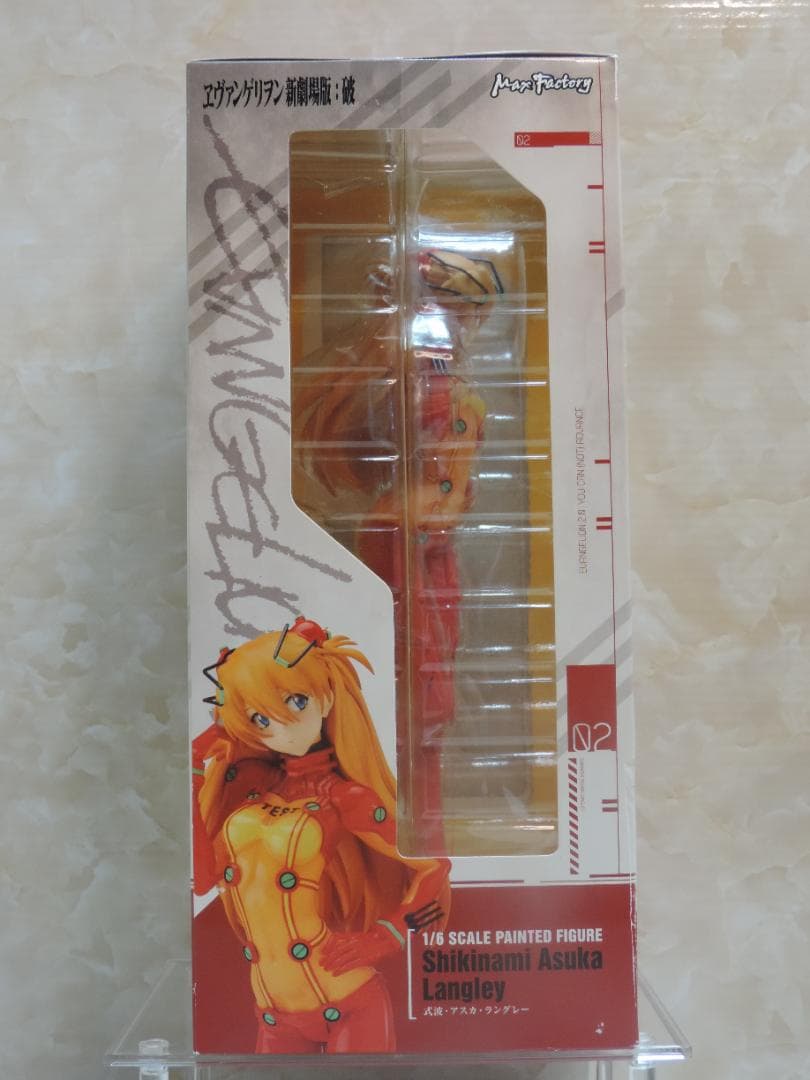 ヱヴァンゲリヲン新劇場版:破
Max Factory
02
EVANGELION
EVANGELION 2.0 YOU CAN (NOT) ADVANCE
02
TEST
1/6 SCALE PAINTED FIGURE
Shikinami Asuka
Langley
式波・アスカ・ラングレー